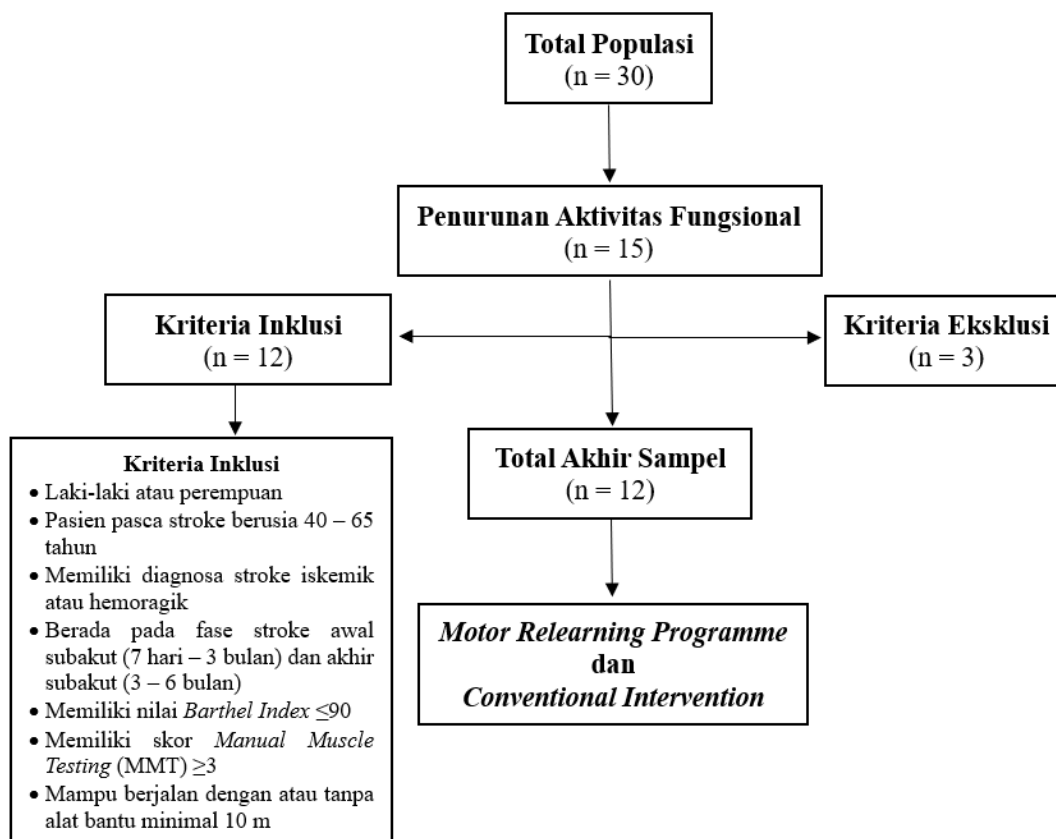 Total Populasi
(n = 30)
Penurunan Aktivitas Fungsional
(n = 15)
Kriteria Inklusi
(n = 12)
Kriteria Eksklusi
(n = 3)
Kriteria Inklusi
• Laki-laki atau perempuan
• Pasien pasca stroke berusia 40 – 65
tahun
• Memiliki diagnosa stroke iskemik
atau hemoragik
• Berada pada fase stroke awal
subakut (7 hari – 3 bulan) dan akhir
subakut (3 – 6 bulan)
• Memiliki nilai Barthel Index ≤90
• Memiliki skor Manual Muscle
Testing (MMT) ≥3
• Mampu berjalan dengan atau tanpa
alat bantu minimal 10 m
Total Akhir Sampel
(n = 12)
Motor Relearning Programme
dan
Conventional Intervention